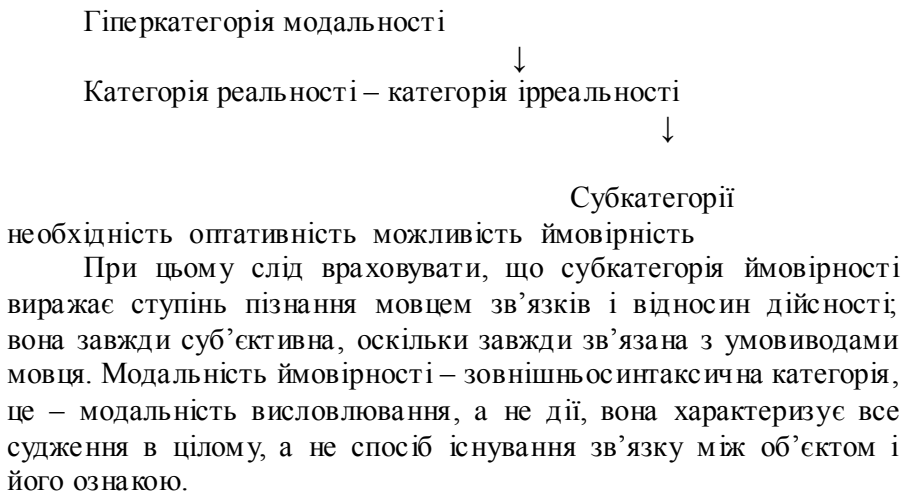 Гіперкатегорія модальності
↓
Категорія реальності – категорія ірреальності
↓
Субкатегорії
необхідність оптативність можливість ймовірність
При цьому слід враховувати, що субкатегорія ймовірності
виражає ступінь пізнання мовцем зв’язків і відносин дійсності;
вона завжди суб’єктивна, оскільки завжди зв’язана з умовиводами
мовця. Модальність ймовірності – зовнішньосинтаксична категорія,
це – модальність висловлювання, а не дії, вона характеризує все
судження в цілому, а не спосіб існування зв’язку між об’єктом і
його ознакою.